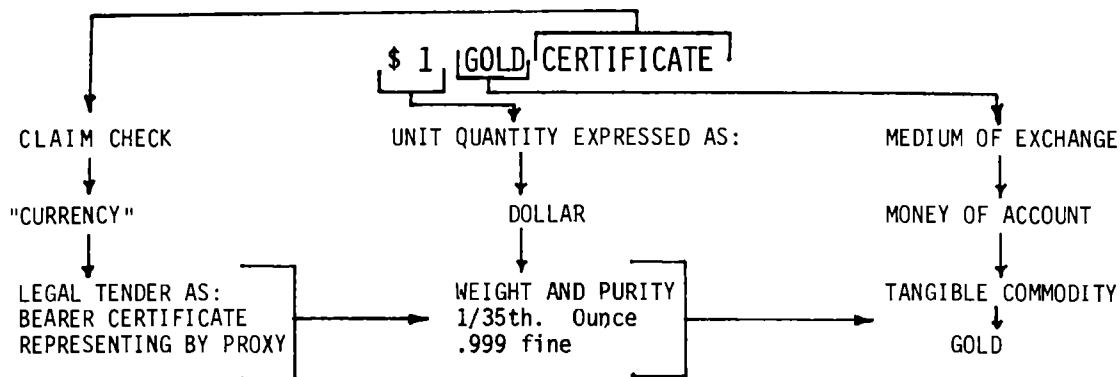 $ 1 GOLD CERTIFICATE
CLAIM CHECK
"CURRENCY"
LEGAL TENDER AS:
BEARER CERTIFICATE
REPRESENTING BY PROXY
UNIT QUANTITY EXPRESSED AS:
DOLLAR
WEIGHT AND PURITY
1/35th. Ounce
.999 fine
MEDIUM OF EXCHANGE
MONEY OF ACCOUNT
TANGIBLE COMMODITY
GOLD